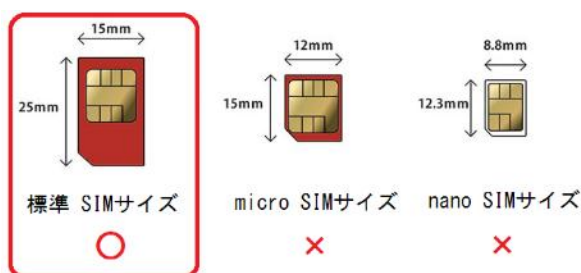 15mm
25mm
標準 SIMサイズ
○
12mm
15mm
micro SIMサイズ
×
8.8mm
12.3mm
nano SIMサイズ
×